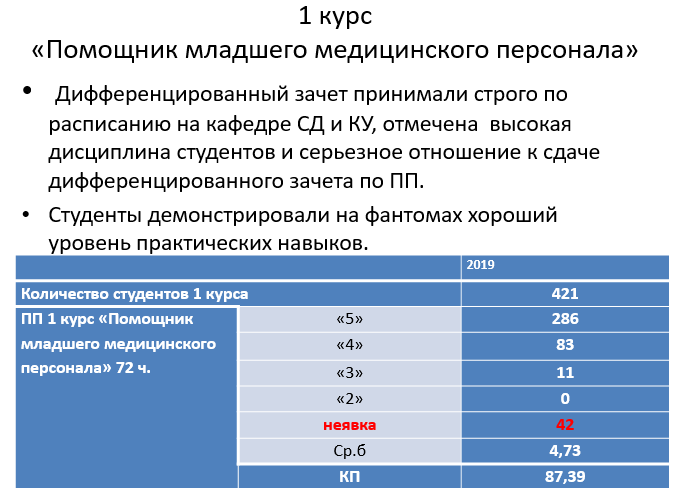 1 курс
«Помощник младшего медицинского персонала»
• Дифференцированный зачет принимали строго по
расписанию на кафедре СД и КУ, отмечена высокая
дисциплина студентов и серьезное отношение к сдаче
дифференцированного зачета по ПП.
• Студенты демонстрировали на фантомах хороший
уровень практических навыков.
2019
Количество студентов 1 курса 421
ПП 1 курс «Помощник «5» 286
младшего медицинского «4» 83
персонала» 72 ч. «3» 11
«2» 0
неявка 42
Ср.б 4,73
КП 87,39